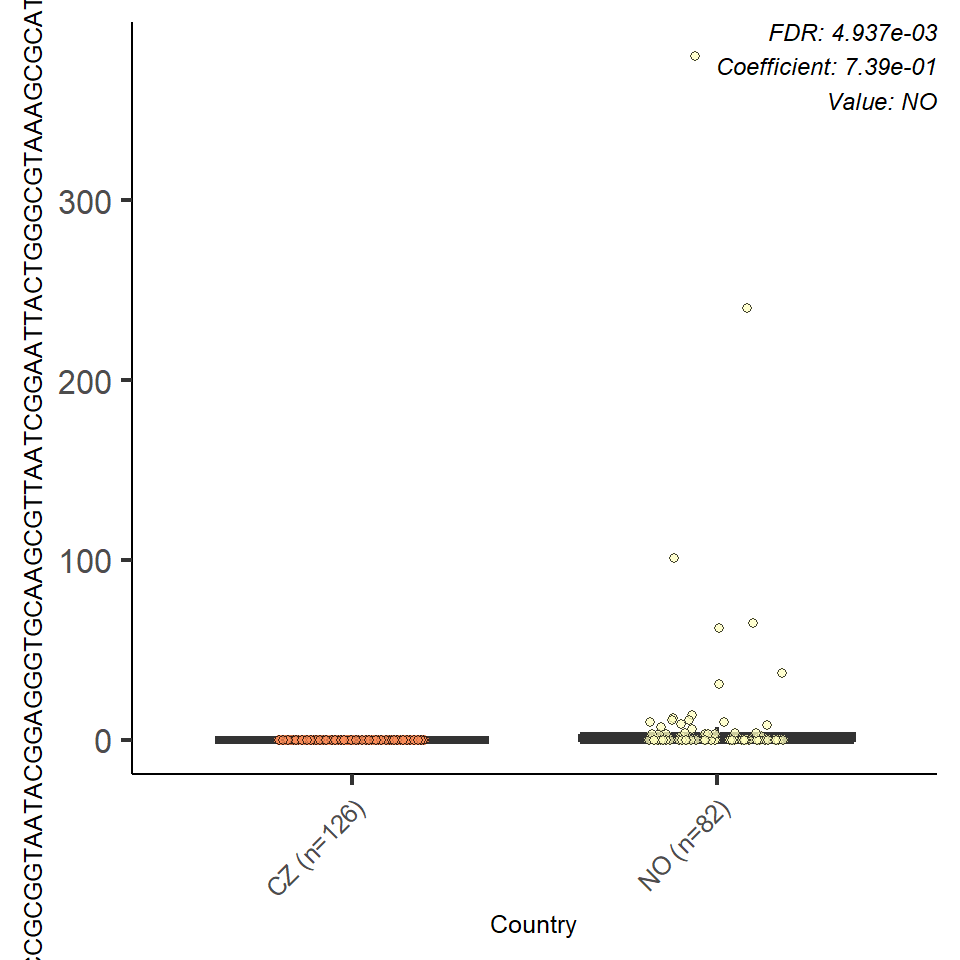 FDR: 4.937e-03
Coefficient: 7.39e-01
Value: NO
CCGCGGTAATACGGAGGGTGCAAGCGTTAATCGGAATTACTGGGCGTAAAGCGCAT
300
200
100
0
CZ (n=126)
NO (n=82)
Country